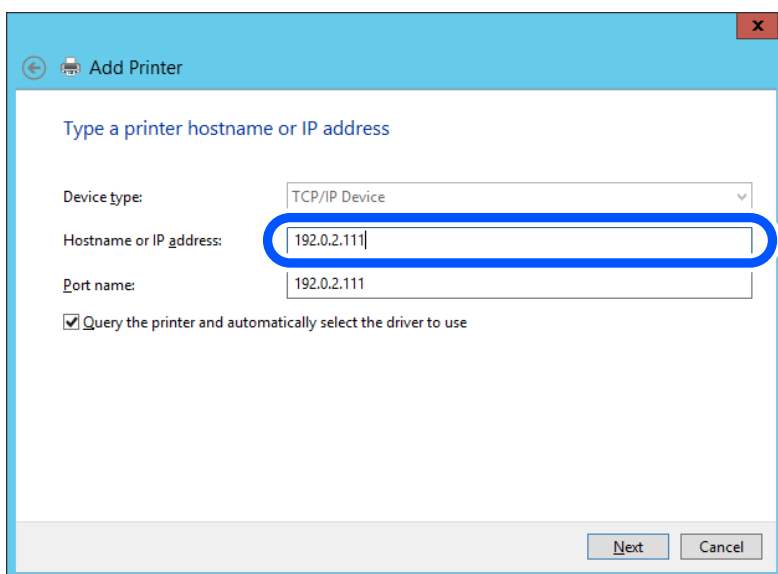 x
Add Printer
Type a printer hostname or IP address
Device type: TCP/IP Device
Hostname or IP address: 192.0.2.111
Port name: 192.0.2.111
Query the printer and automatically select the driver to use
Next Cancel